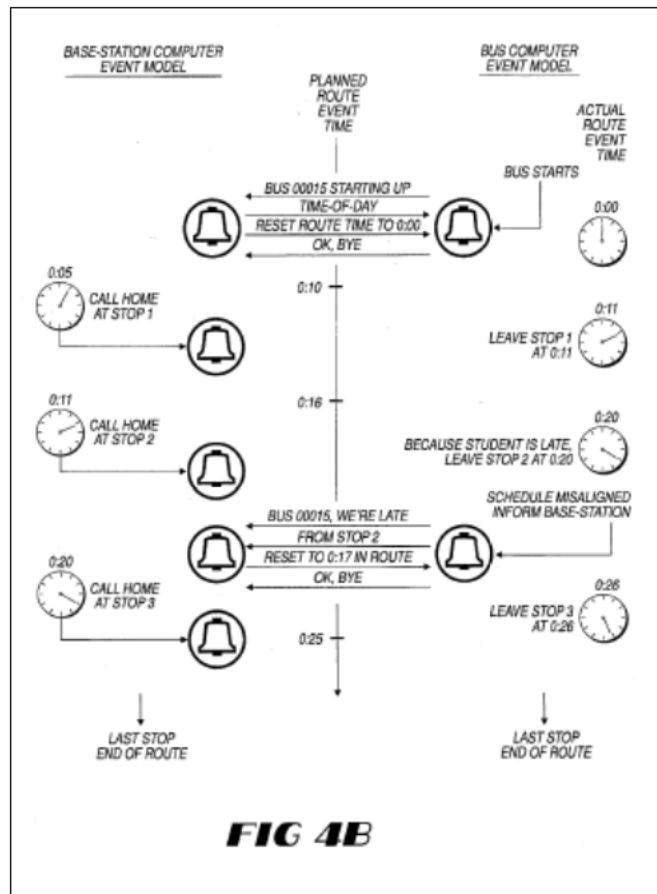 BASE-STATION COMPUTER
EVENT MODEL
BUS COMPUTER
EVENT MODEL
PLANNED
ROUTE
EVENT
TIME
ACTUAL
ROUTE
EVENT
TIME
BUS STARTS
BUS 00015 STARTING UP
TIME-OF-DAY
RESET ROUTE TIME TO 0:00
OK, BYE
0:00
0:05
CALL HOME
AT STOP 1
0:10
0:11
LEAVE STOP 1
AT 0:11
0:11
CALL HOME
AT STOP 2
0:16
0:20
BECAUSE STUDENT IS LATE,
LEAVE STOP 2 AT 0:20
SCHEDULE MISALIGNED
INFORM BASE-STATION
BUS 00015, WE'RE LATE
FROM STOP 2
RESET TO 0:17 IN ROUTE
OK, BYE
0:20
CALL HOME
AT STOP 3
0:25
0:26
LEAVE STOP 3
AT 0:26
LAST STOP
END OF ROUTE
LAST STOP
END OF ROUTE
FIG 4B